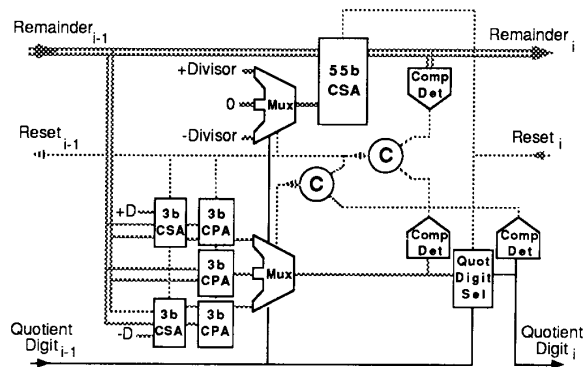 Remainder i-1
Remainder i
+Divisor
0
-Divisor
Mux
55b
CSA
Comp
Det
Reset i-1
Reset i
C
C
+D
3b
CSA
3b
CPA
3b
CPA
Mux
Comp
Det
Comp
Det
Quot
Digit
Sel
-D
3b
CSA
3b
CPA
Quotient
Digit i-1
Quotient
Digit i